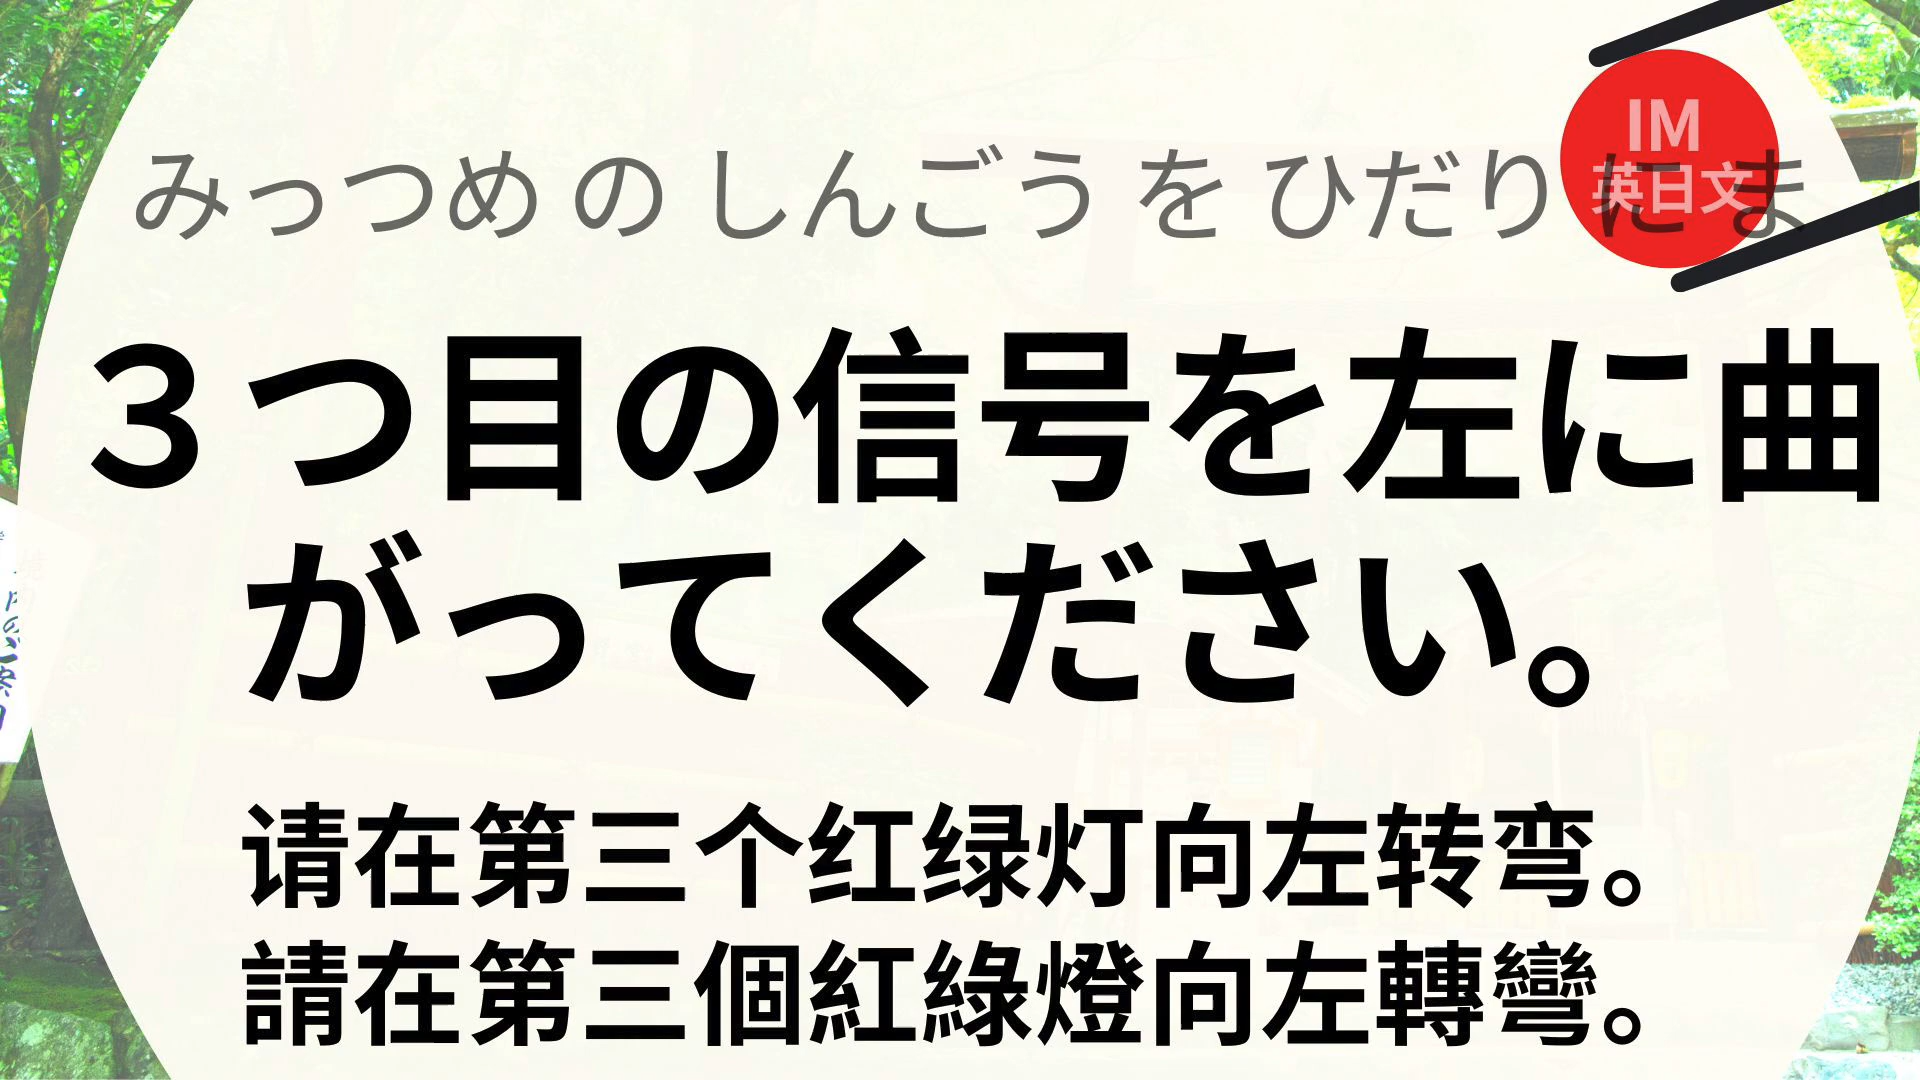 みっつめ の しんごう を ひだり に ま
IM
英日文
３つ目の信号を左に曲
がってください。
请在第三个红绿灯向左转弯。
請在第三個紅綠燈向左轉彎。